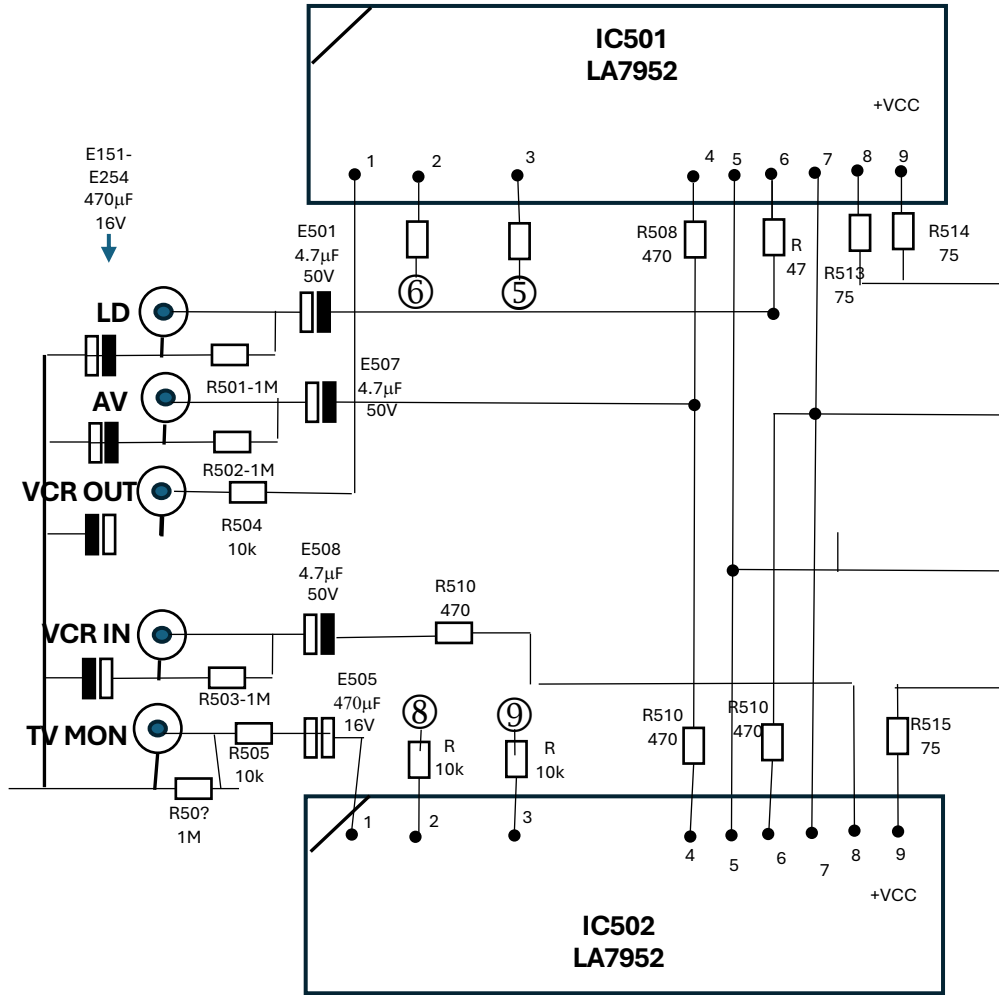 IC501
LA7952
+VCC
1
2
3
4
5
6
7
8
9
E151-
E254
470µF
16V
E501
4.7µF
50V
R508
470
R
47
R513
75
R514
75
⑥
⑤
LD
R501-1M
E507
4.7µF
50V
AV
R502-1M
VCR OUT
R504
10k
E508
4.7µF
50V
R510
470
VCR IN
R503-1M
E505
470µF
16V
⑧
⑨
TV MON
R505
10k
R
10k
R
10k
R510
470
R510
470
R515
75
R50?
1M
1
2
3
4
5
6
7
8
9
+VCC
IC502
LA7952